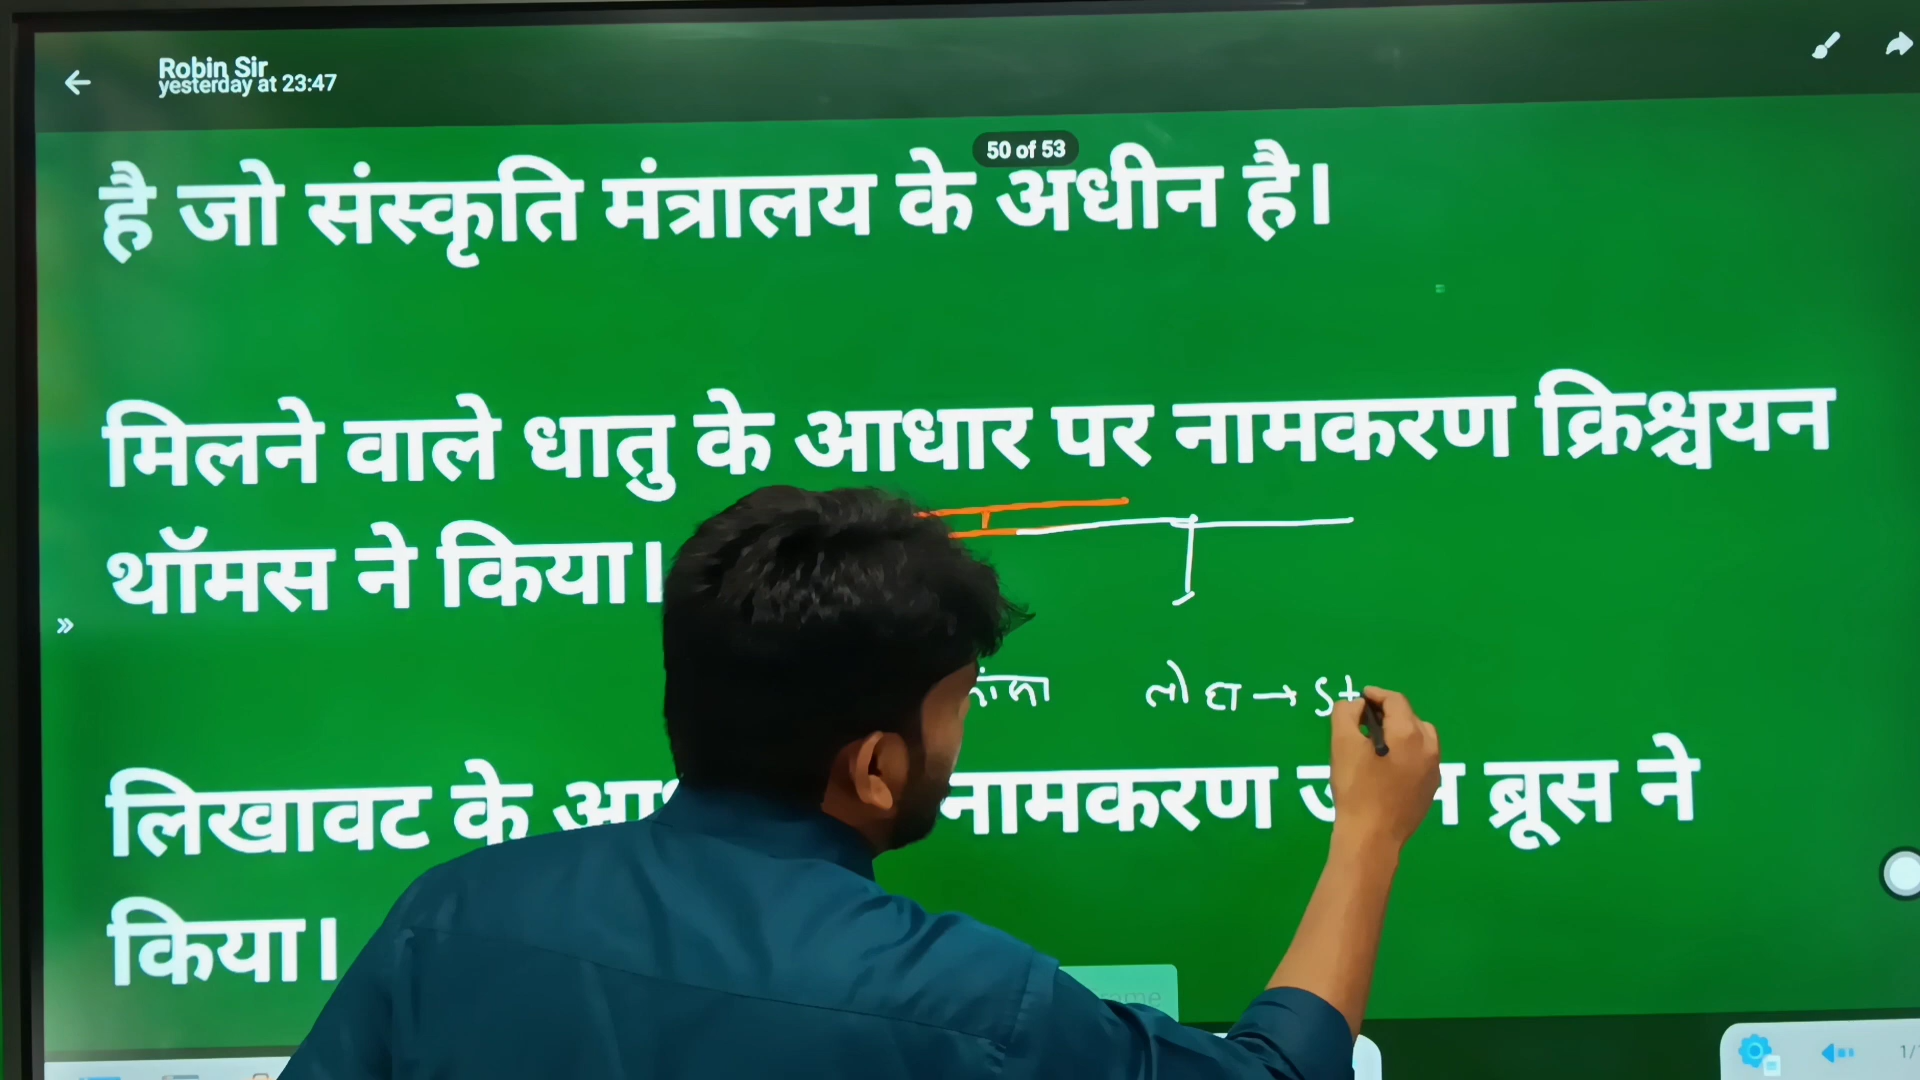 Robin Sir
yesterday at 23:47
50 of 53
है जो संस्कृति मंत्रालय के अधीन है।
मिलने वाले धातु के आधार पर नामकरण क्रिश्चयन
थॉमस ने किया।
लोहा → St
लिखावट के नामकरण ब्रूस ने
किया।